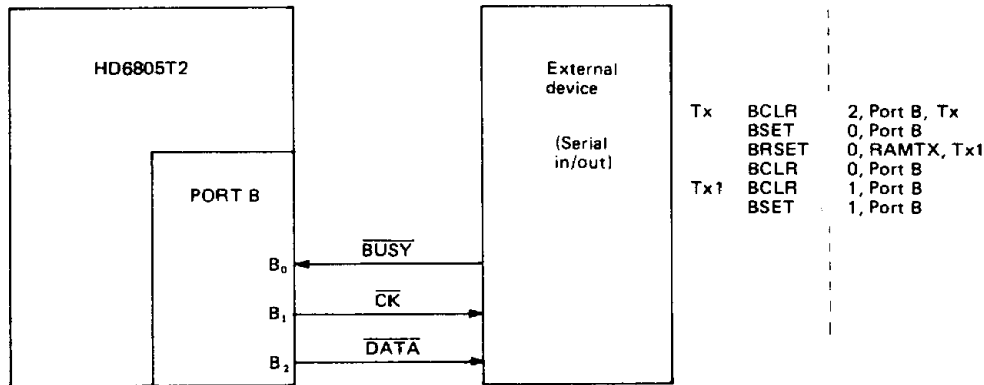 HD6805T2
PORT B
B₀
B₁
B₂
BUSY
CK
DATA
External
device
(Serial
in/out)
Tx BCLR 2, Port B, Tx
BSET 0, Port B
BRSET 0, RAMTX, Tx1
BCLR 0, Port B
Tx1 BCLR 1, Port B
BSET 1, Port B